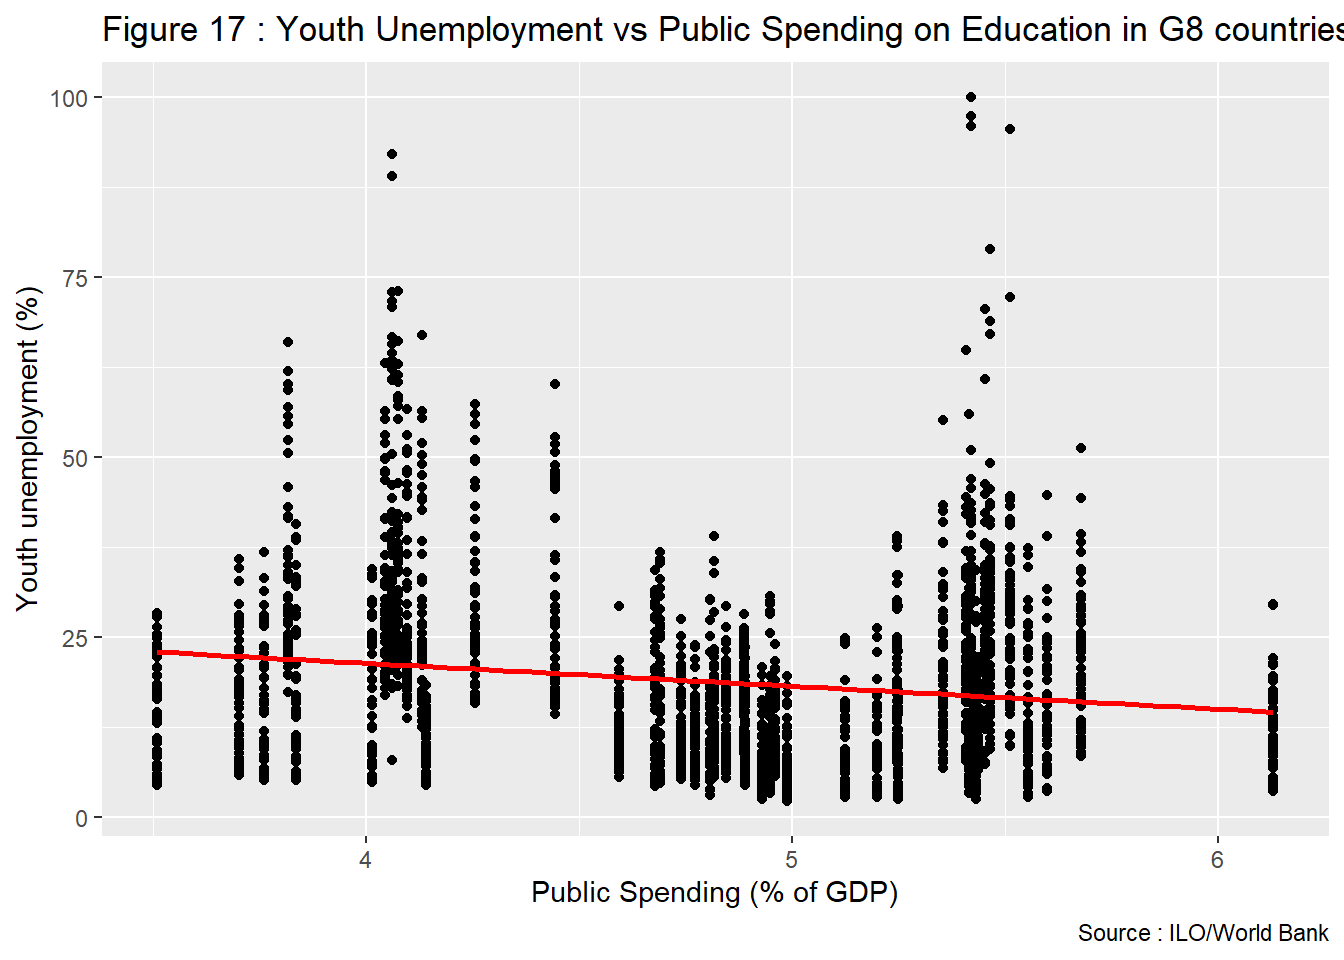 Figure 17 : Youth Unemployment vs Public Spending on Education in G8 countries
100
75
50
25
0
Youth unemployment (%)
4
5
6
Public Spending (% of GDP)
Source : ILO/World Bank